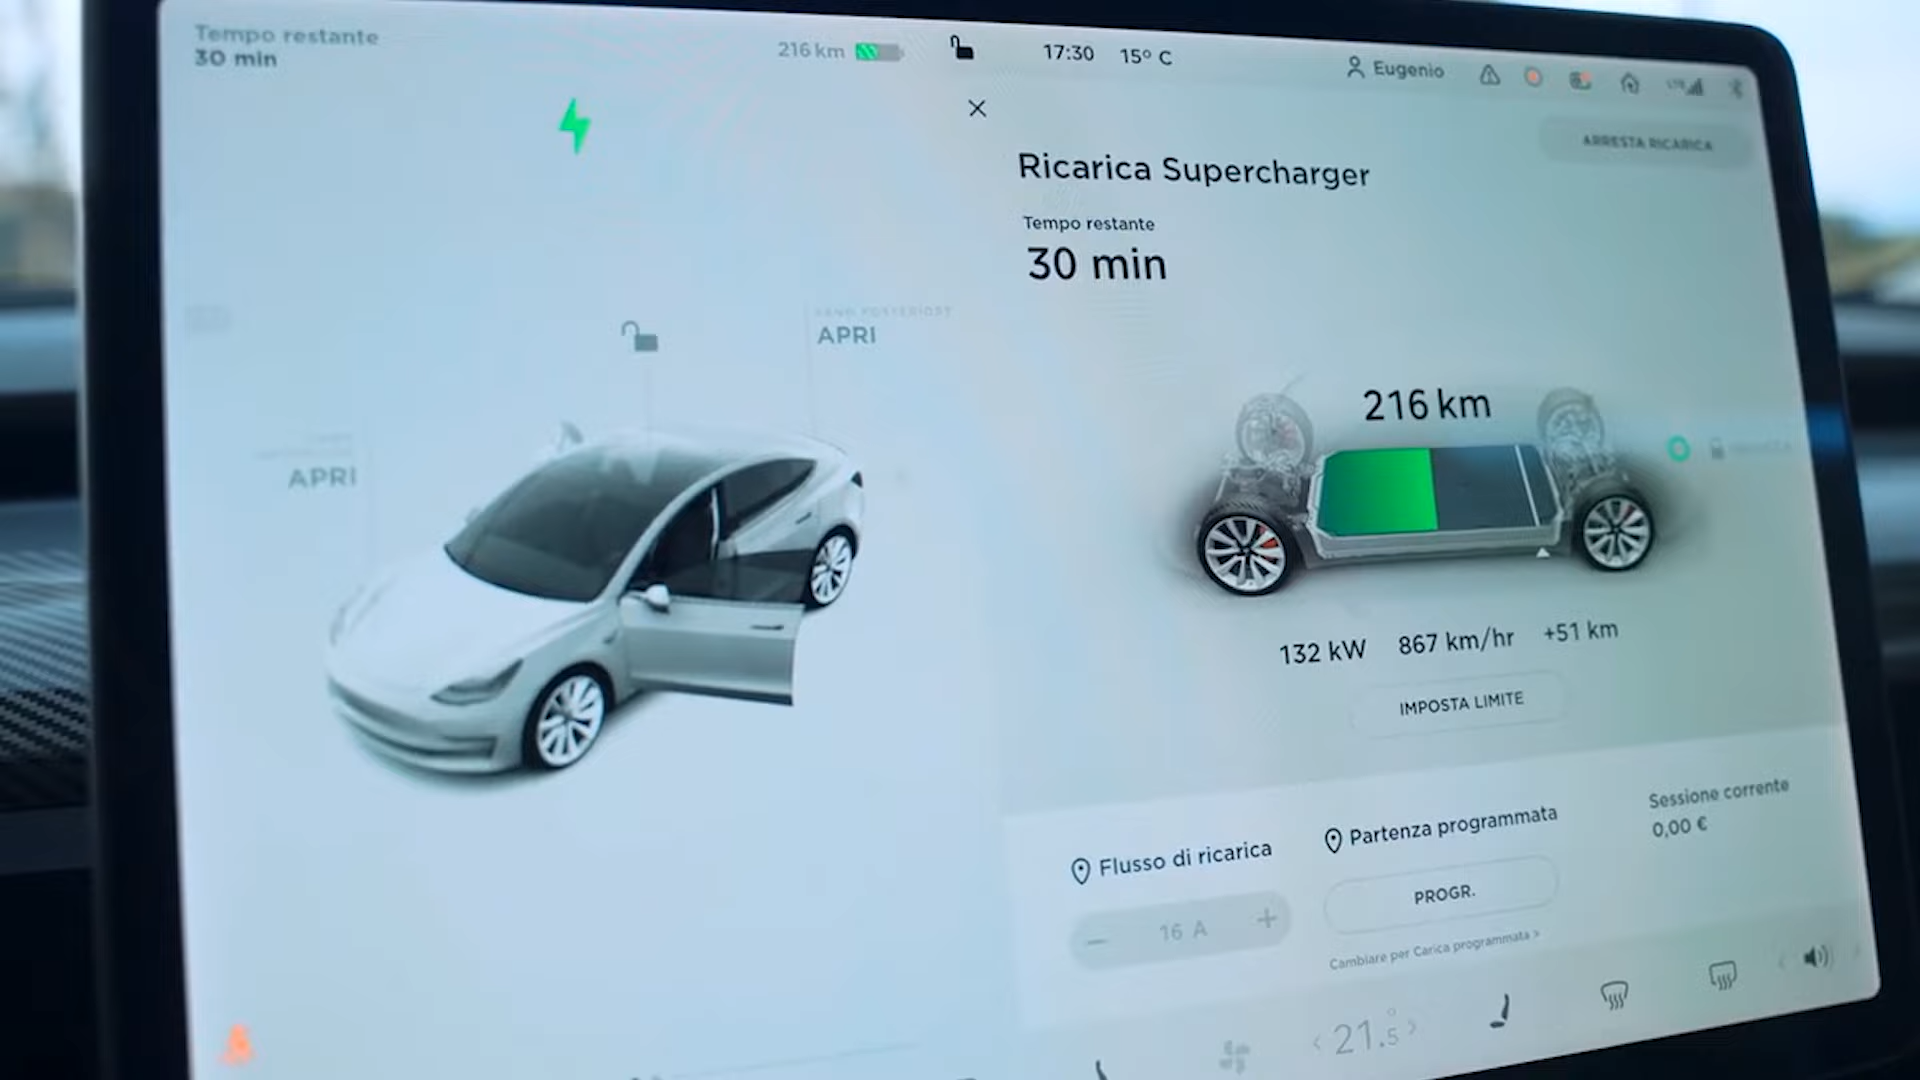 Tempo restante
30 min
216 km
17:30
15° C
Eugenio
LTE
ARRESTA RICARICA
Ricarica Supercharger
Tempo restante
30 min
APRI
APRI
216 km
132 kW 867 km/hr +51 km
IMPOSTA LIMITE
Flusso di ricarica
16 A
Partenza programmata
PROGR.
Cambiare per Carica programmata >
Sessione corrente
0,00 €
21.5°